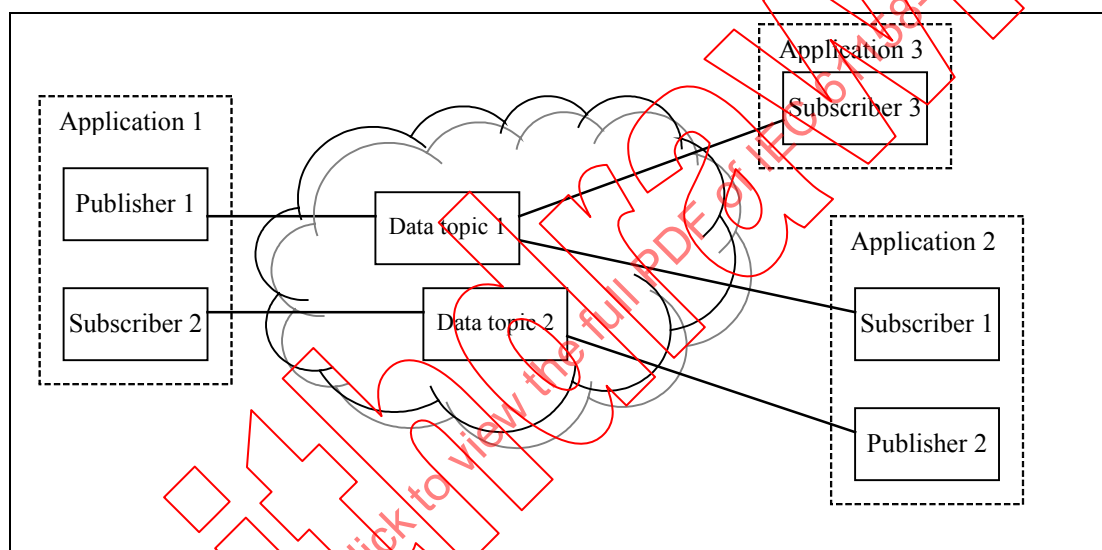 Application 1
Publisher 1
Subscriber 2
Data topic 1
Data topic 2
Application 3
Subscriber 3
Application 2
Subscriber 1
Publisher 2
click to view the full PDF of IEC 61158-